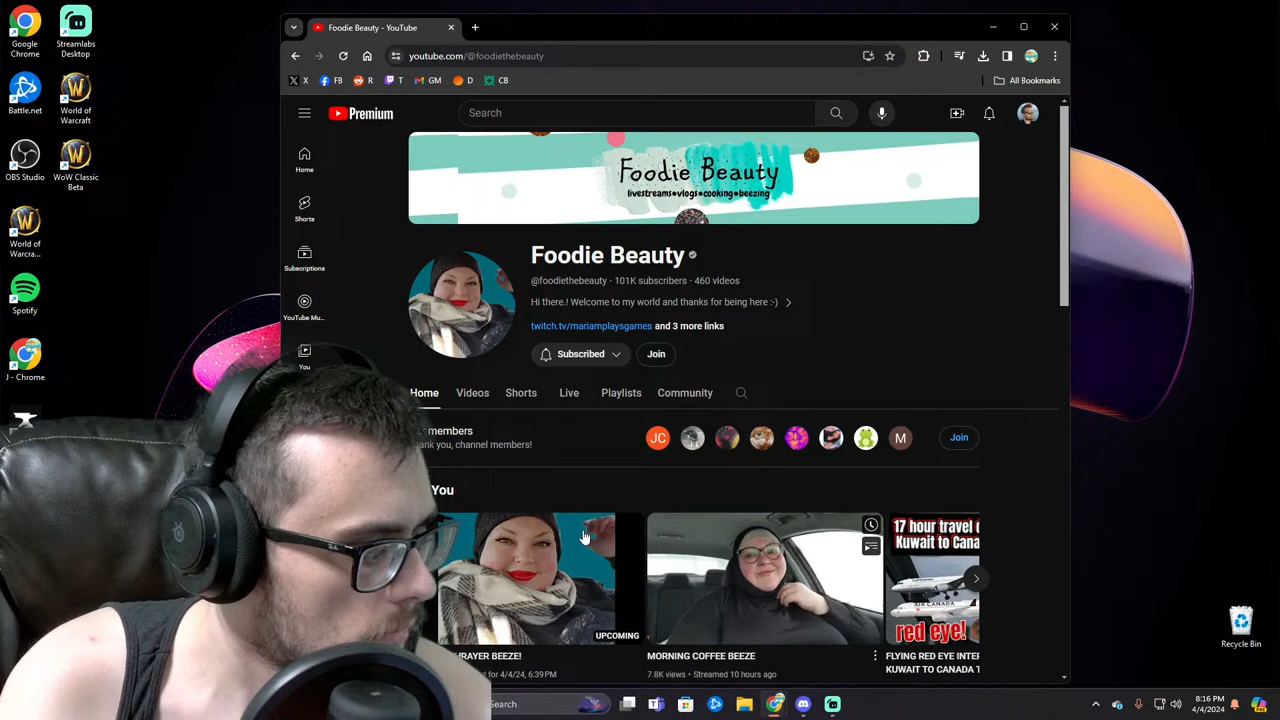 Google
Chrome
Streamlabs
Desktop
Battle.net
World of
Warcraft
OBS Studio
WoW Classic
Beta
World of
Warcra...
Spotify
J - Chrome
Foodie Beauty - YouTube
youtube.com/@foodiethebeauty
X
FB
R
T
GM
D
CB
All Bookmarks
Premium
Search
Home
Shorts
Subscriptions
YouTube Mu...
You
Foodie Beauty
livestreams•vlogs•cooking•beezing
Foodie Beauty
@foodiethebeauty · 101K subscribers · 460 videos
Hi there.! Welcome to my world and thanks for being here :-)
twitch.tv/mariamplaysgames and 3 more links
Subscribed
Join
Home
Videos
Shorts
Live
Playlists
Community
members
ank you, channel members!
JC
M
Join
You
UPCOMING
17 hour travel d
Kuwait to Cana
AIR CANADA
red eye!
RAYER BEEZE!
for 4/4/24, 6:39 PM
MORNING COFFEE BEEZE
7.8K views • Streamed 10 hours ago
FLYING RED EYE INTER
KUWAIT TO CANADA T
Recycle Bin
Search
8:16 PM
4/4/2024